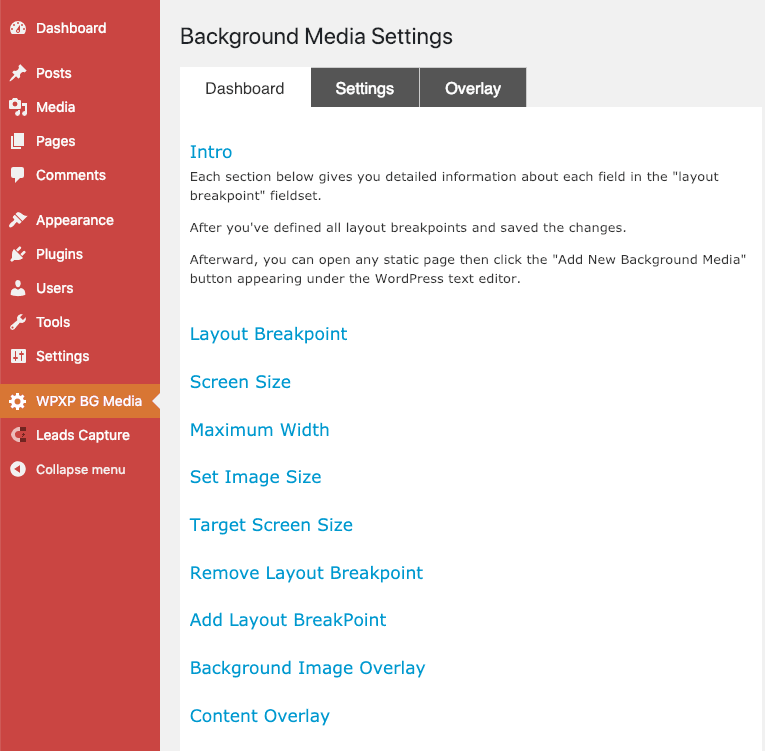 Dashboard
Posts
Media
Pages
Comments
Appearance
Plugins
Users
Tools
Settings
WPXP BG Media
Leads Capture
Collapse menu
Background Media Settings
Dashboard
Settings
Overlay
Intro
Each section below gives you detailed information about each field in the "layout
breakpoint" fieldset.
After you've defined all layout breakpoints and saved the changes.
Afterward, you can open any static page then click the "Add New Background Media"
button appearing under the WordPress text editor.
Layout Breakpoint
Screen Size
Maximum Width
Set Image Size
Target Screen Size
Remove Layout Breakpoint
Add Layout BreakPoint
Background Image Overlay
Content Overlay